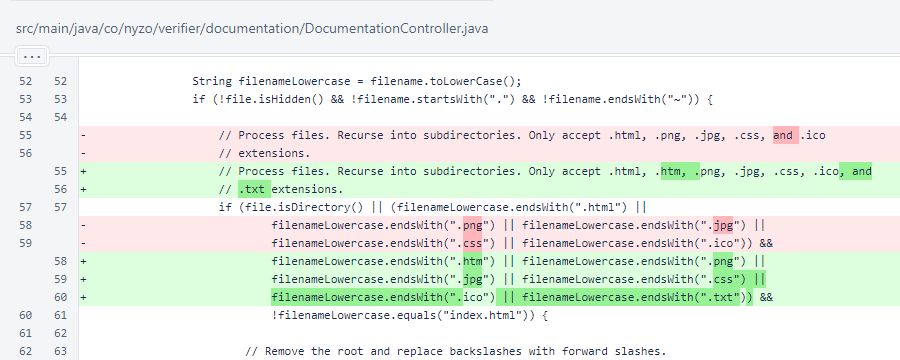 src/main/java/co/nyzo/verifier/documentation/DocumentationController.java
...
52 52 String filenameLowercase = filename.toLowerCase();
53 53 if (!file.isHidden() && !filename.startsWith(".") && !filename.endsWith("~")) {
54 54
55 - // Process files. Recurse into subdirectories. Only accept .html, .png, .jpg, .css, and .ico
56 - // extensions.
55 + // Process files. Recurse into subdirectories. Only accept .html, .htm, .png, .jpg, .css, .ico, and
56 + // .txt extensions.
57 57 if (file.isDirectory() || (filenameLowercase.endsWith(".html") ||
58 - filenameLowercase.endsWith(".png") || filenameLowercase.endsWith(".jpg") ||
59 - filenameLowercase.endsWith(".css") || filenameLowercase.endsWith(".ico")) &&
58 + filenameLowercase.endsWith(".htm") || filenameLowercase.endsWith(".png") ||
59 + filenameLowercase.endsWith(".jpg") || filenameLowercase.endsWith(".css") ||
60 + filenameLowercase.endsWith(".ico") || filenameLowercase.endsWith(".txt")) &&
60 61 !filenameLowercase.equals("index.html")) {
61 62
62 63 // Remove the root and replace backslashes with forward slashes.